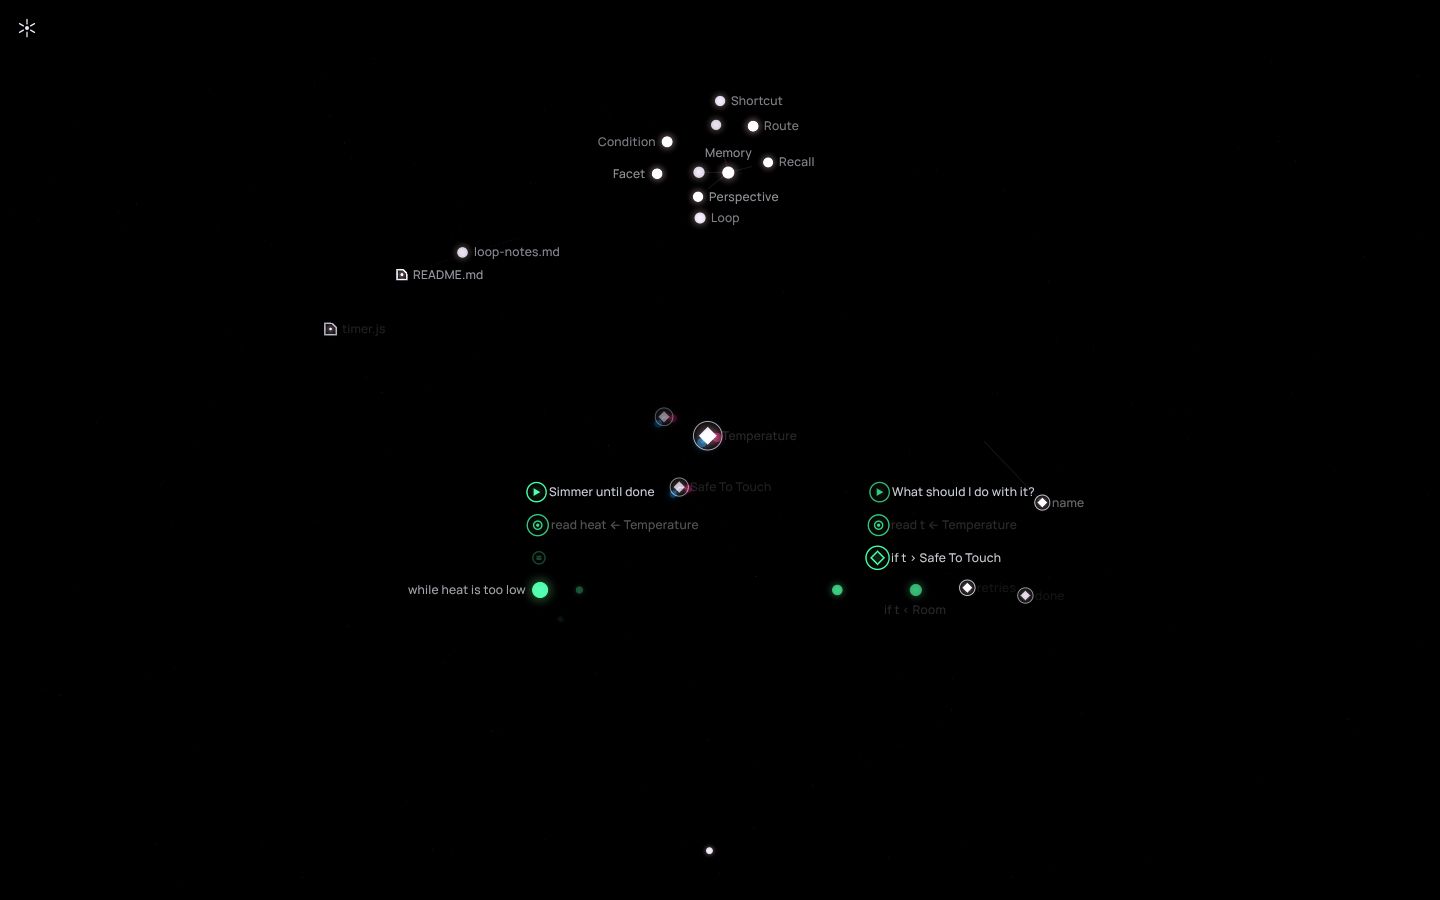 Shortcut
Route
Condition
Memory
Recall
Facet
Perspective
Loop
loop-notes.md
README.md
timer.js
Temperature
Safe To Touch
Simmer until done
What should I do with it?
name
read heat ← Temperature
read t ← Temperature
if t > Safe To Touch
while heat is too low
retries
done
if t < Room